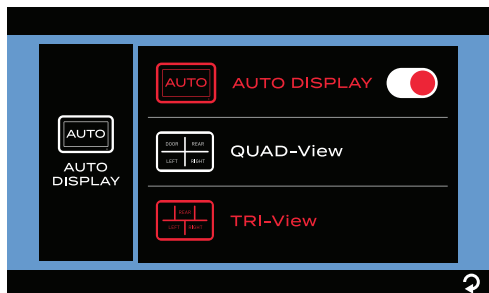 AUTO
AUTO
DISPLAY
AUTO
AUTO DISPLAY
DOOR REAR
LEFT RIGHT
QUAD-View
REAR
LEFT RIGHT
TRI-View